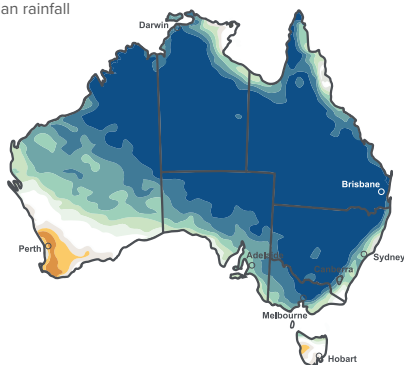 an rainfall
Darwin
Brisbane
Perth
Adelaide
Sydney
Canberra
Melbourne
Hobart